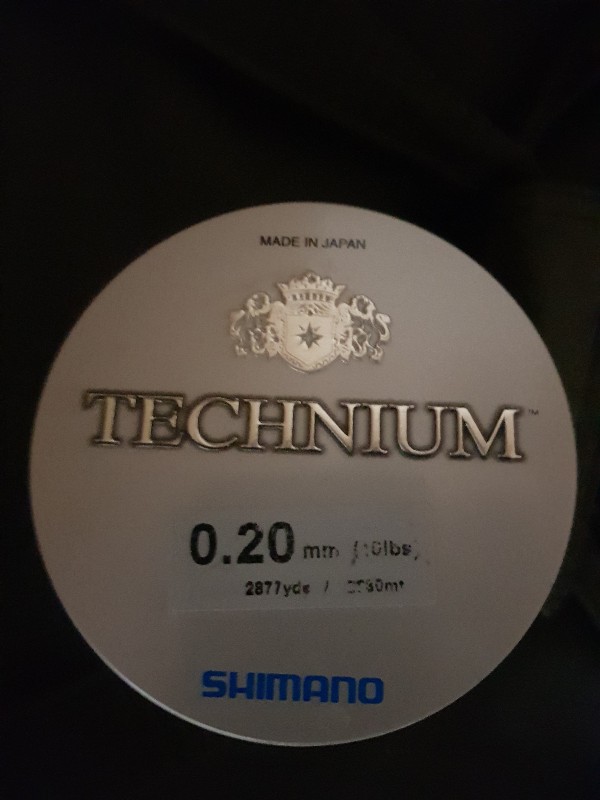 MADE IN JAPAN
TECHNIUM™
0.20 mm
2877yds /
SHIMANO